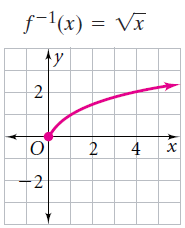 f⁻¹(x) = √x
y
2
O 2 4 x
−2